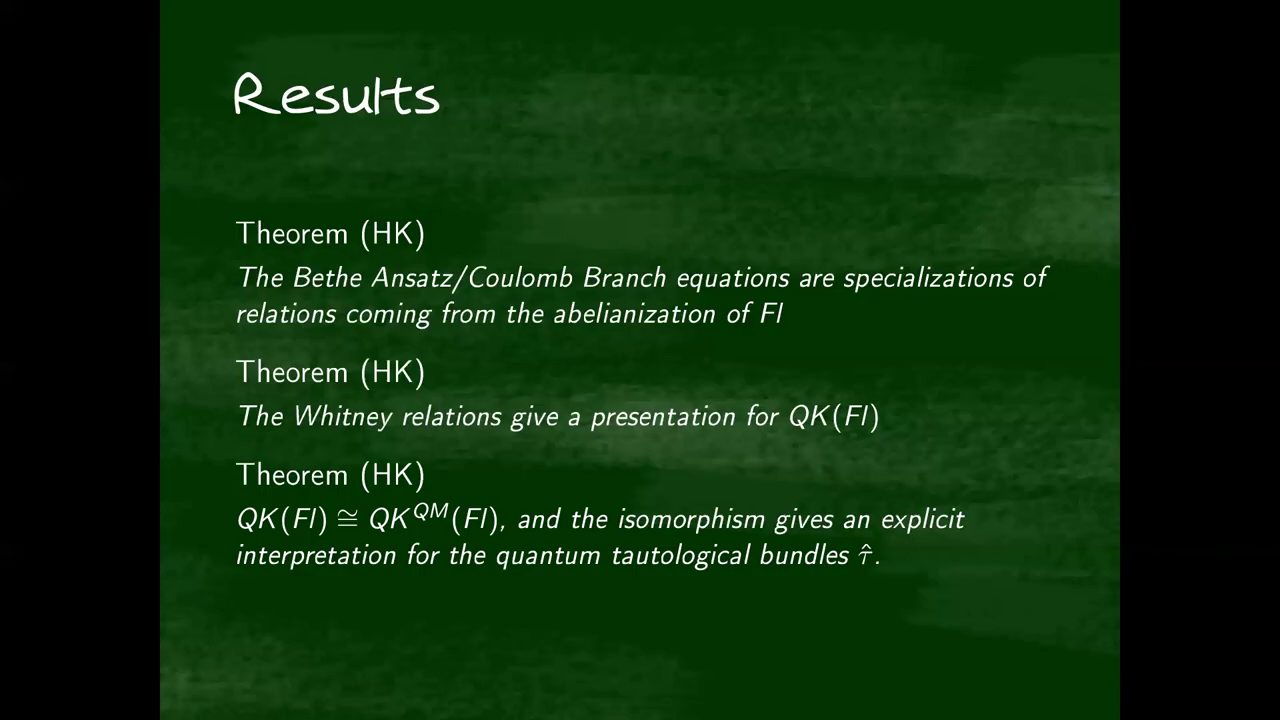 Results
Theorem (HK)
The Bethe Ansatz/Coulomb Branch equations are specializations of
relations coming from the abelianization of Fl
Theorem (HK)
The Whitney relations give a presentation for QK(Fl)
Theorem (HK)
QK(Fl) ≅ QK^{QM}(Fl), and the isomorphism gives an explicit
interpretation for the quantum tautological bundles τ̂.